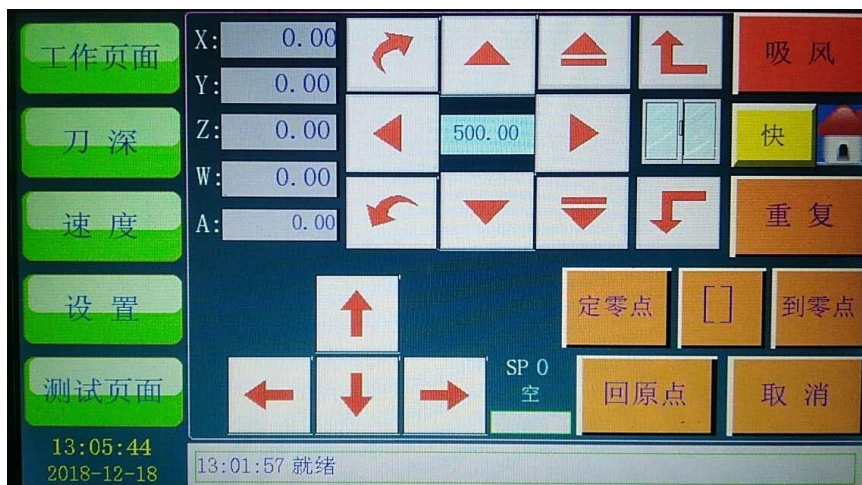 工作页面
刀 深
速 度
设 置
测试页面
13:05:44
2018-12-18
X: 0.00
Y: 0.00
Z: 0.00
W: 0.00
A: 0.00
500.00
吸 风
快
重 复
定零点
[]
到零点
SP 0
空
回原点
取 消
13:01:57 就绪